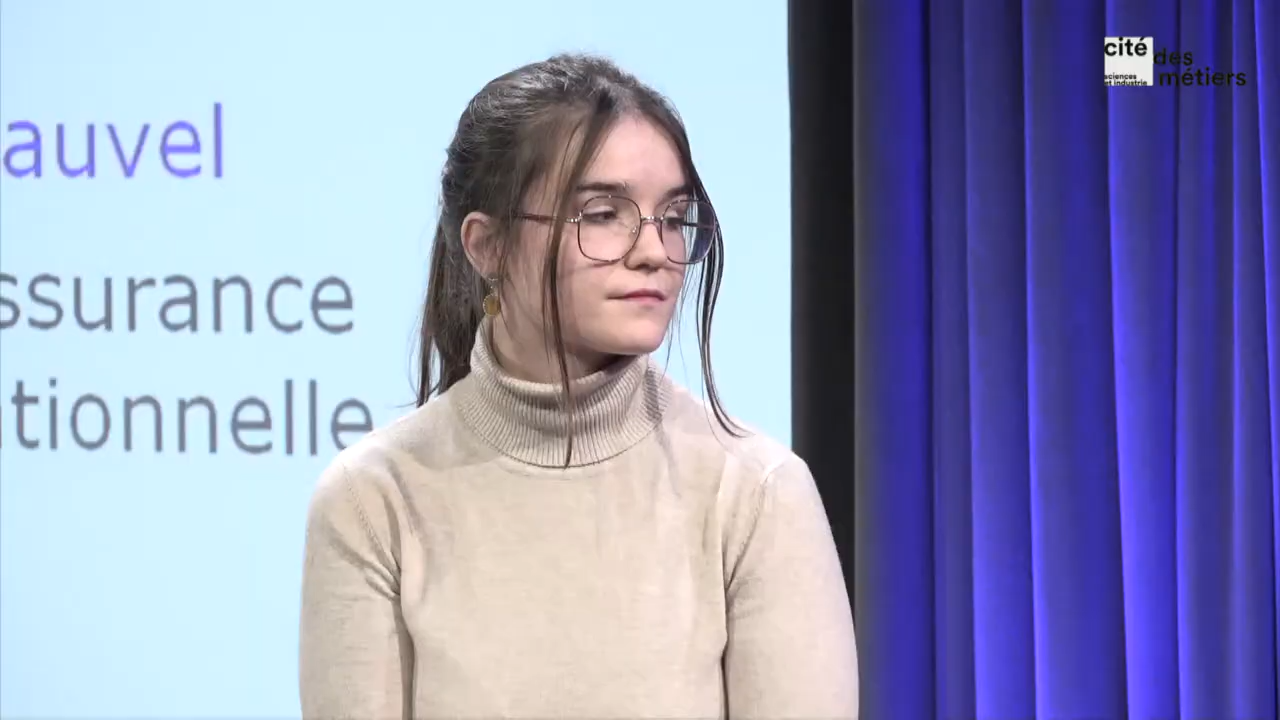 auvel
ssurance
ationnelle
cité
des
métiers
sciences
et industrie